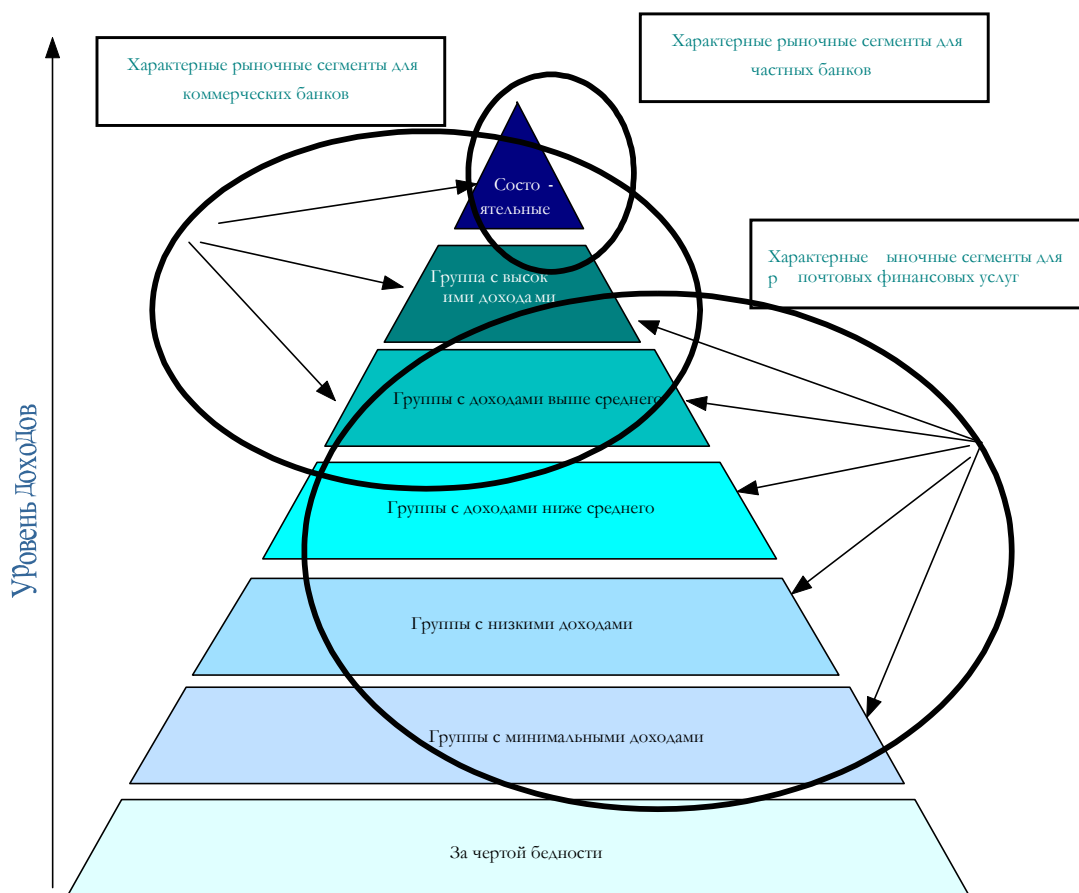 Характерные рыночные сегменты для
частных банков
Характерные рыночные сегменты для
коммерческих банков
Состо -
ятельные
Характерные ыночные сегменты для
р почтовых финансовых услуг
Группа с высок
ими доходами
Группы с доходами выше среднего
Группы с доходами ниже среднего
Группы с низкими доходами
Группы с минимальными доходами
За чертой бедности
Уровень Доходов